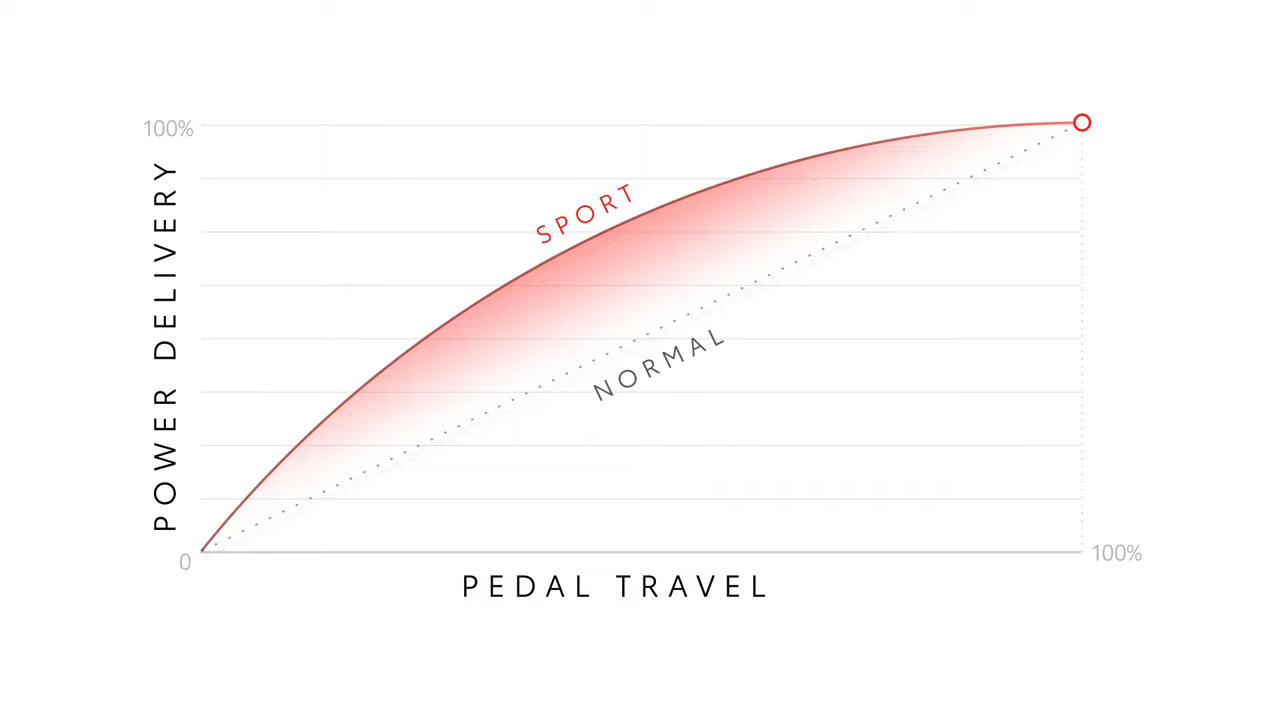 100%
POWER DELIVERY
SPORT
NORMAL
0
100%
PEDAL TRAVEL